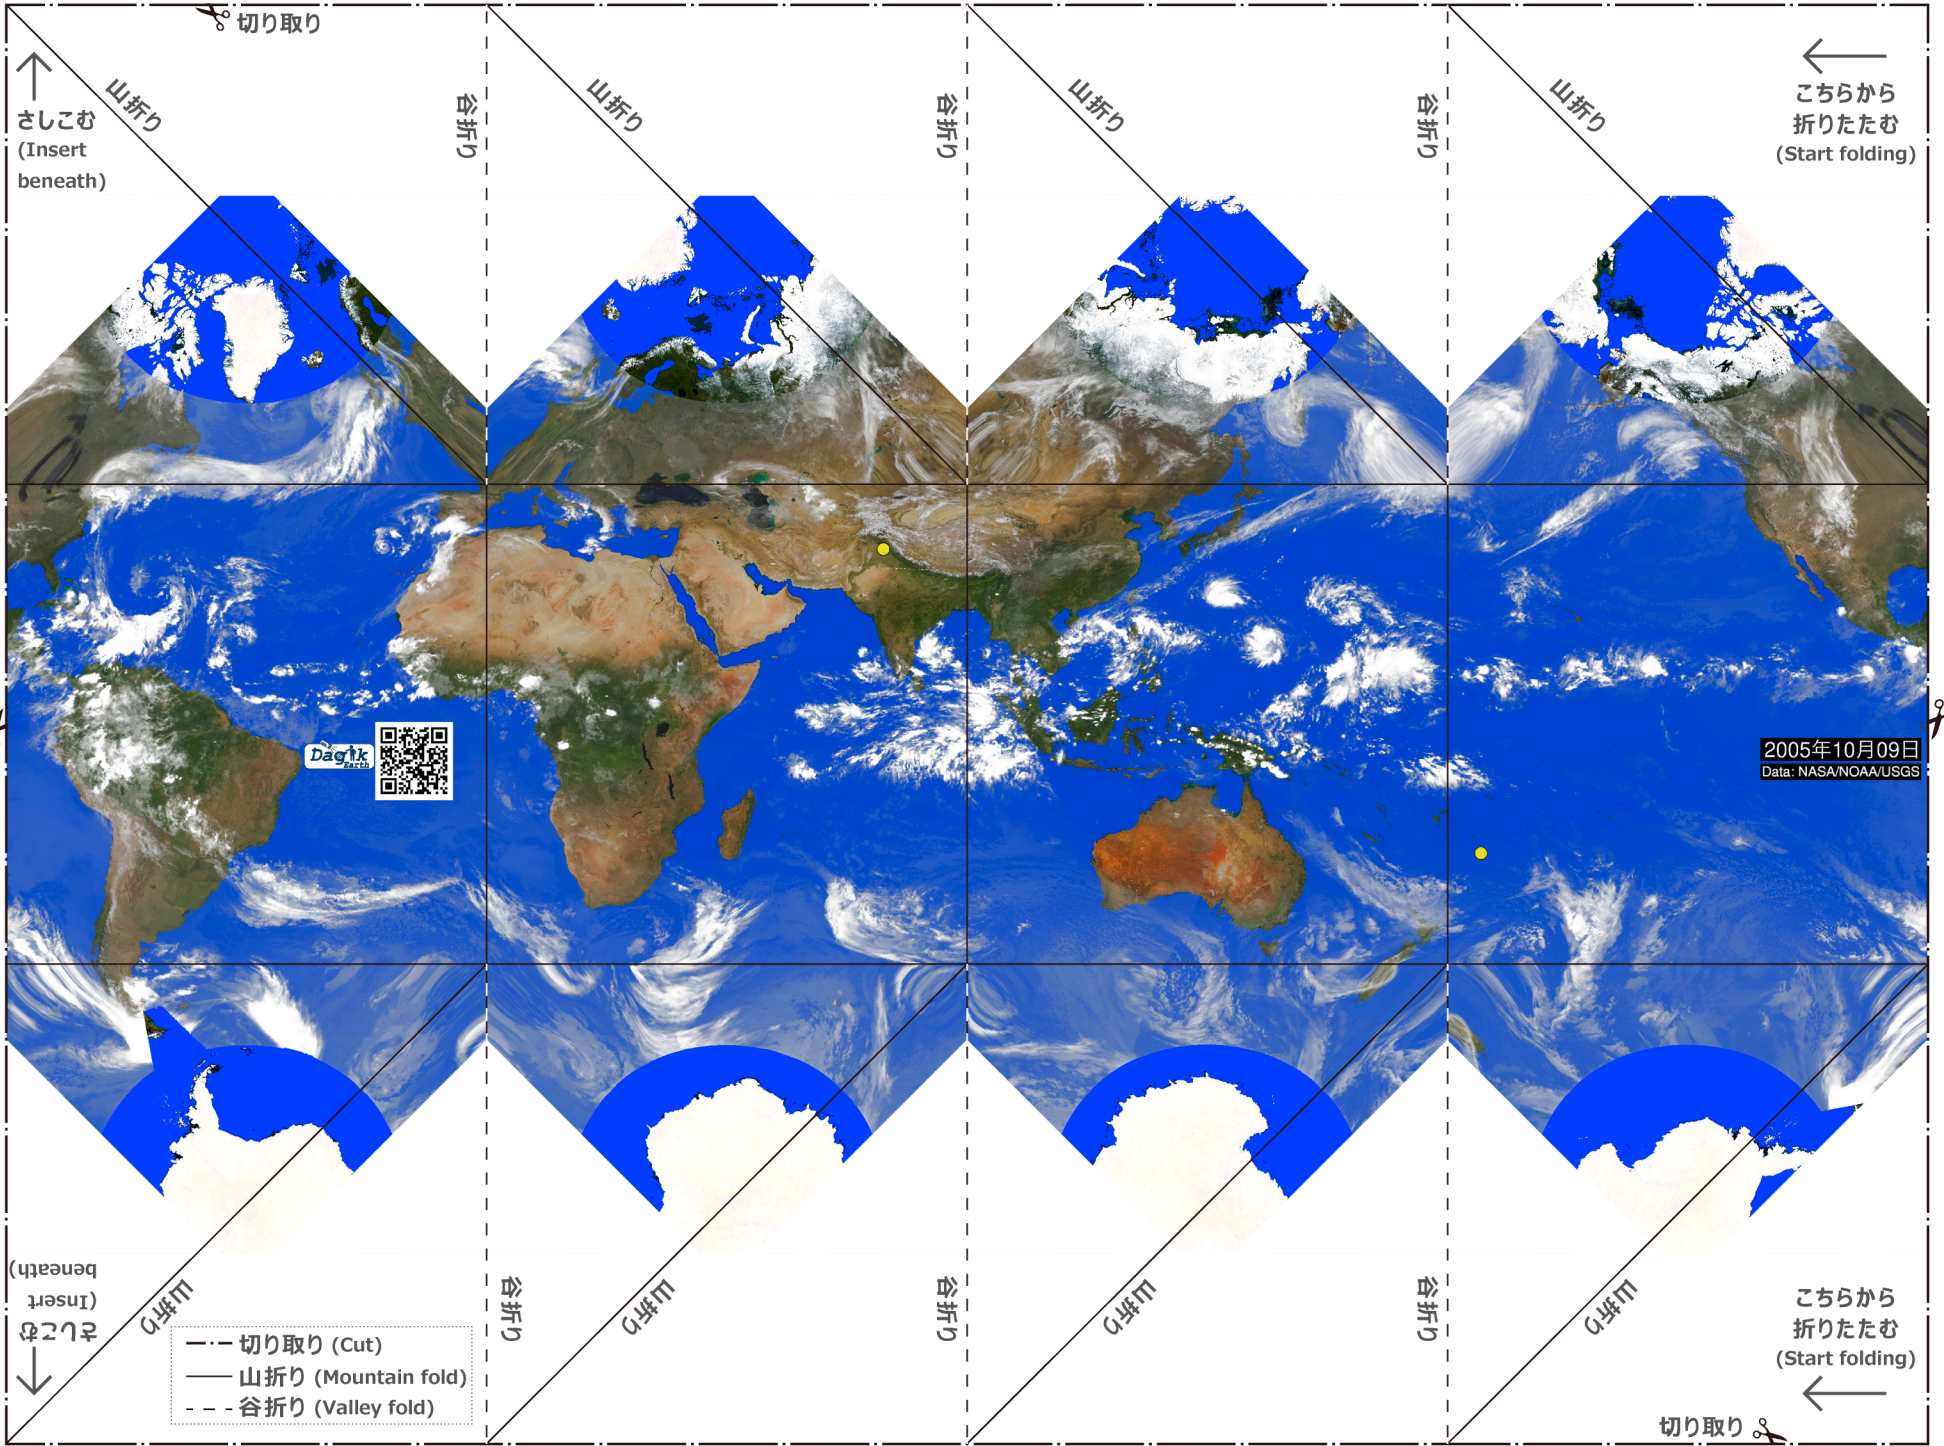 切り取り
山折り
谷折り
山折り
谷折り
山折り
谷折り
山折り
さしこむ
(Insert
beneath)
こちらから
折りたたむ
(Start folding)
Dagik
Earth
2005年10月09日
Data: NASA/NOAA/USGS
さしこむ
(Insert
beneath)
山折り
谷折り
山折り
谷折り
山折り
谷折り
山折り
切り取り (Cut)
山折り (Mountain fold)
谷折り (Valley fold)
こちらから
折りたたむ
(Start folding)
切り取り